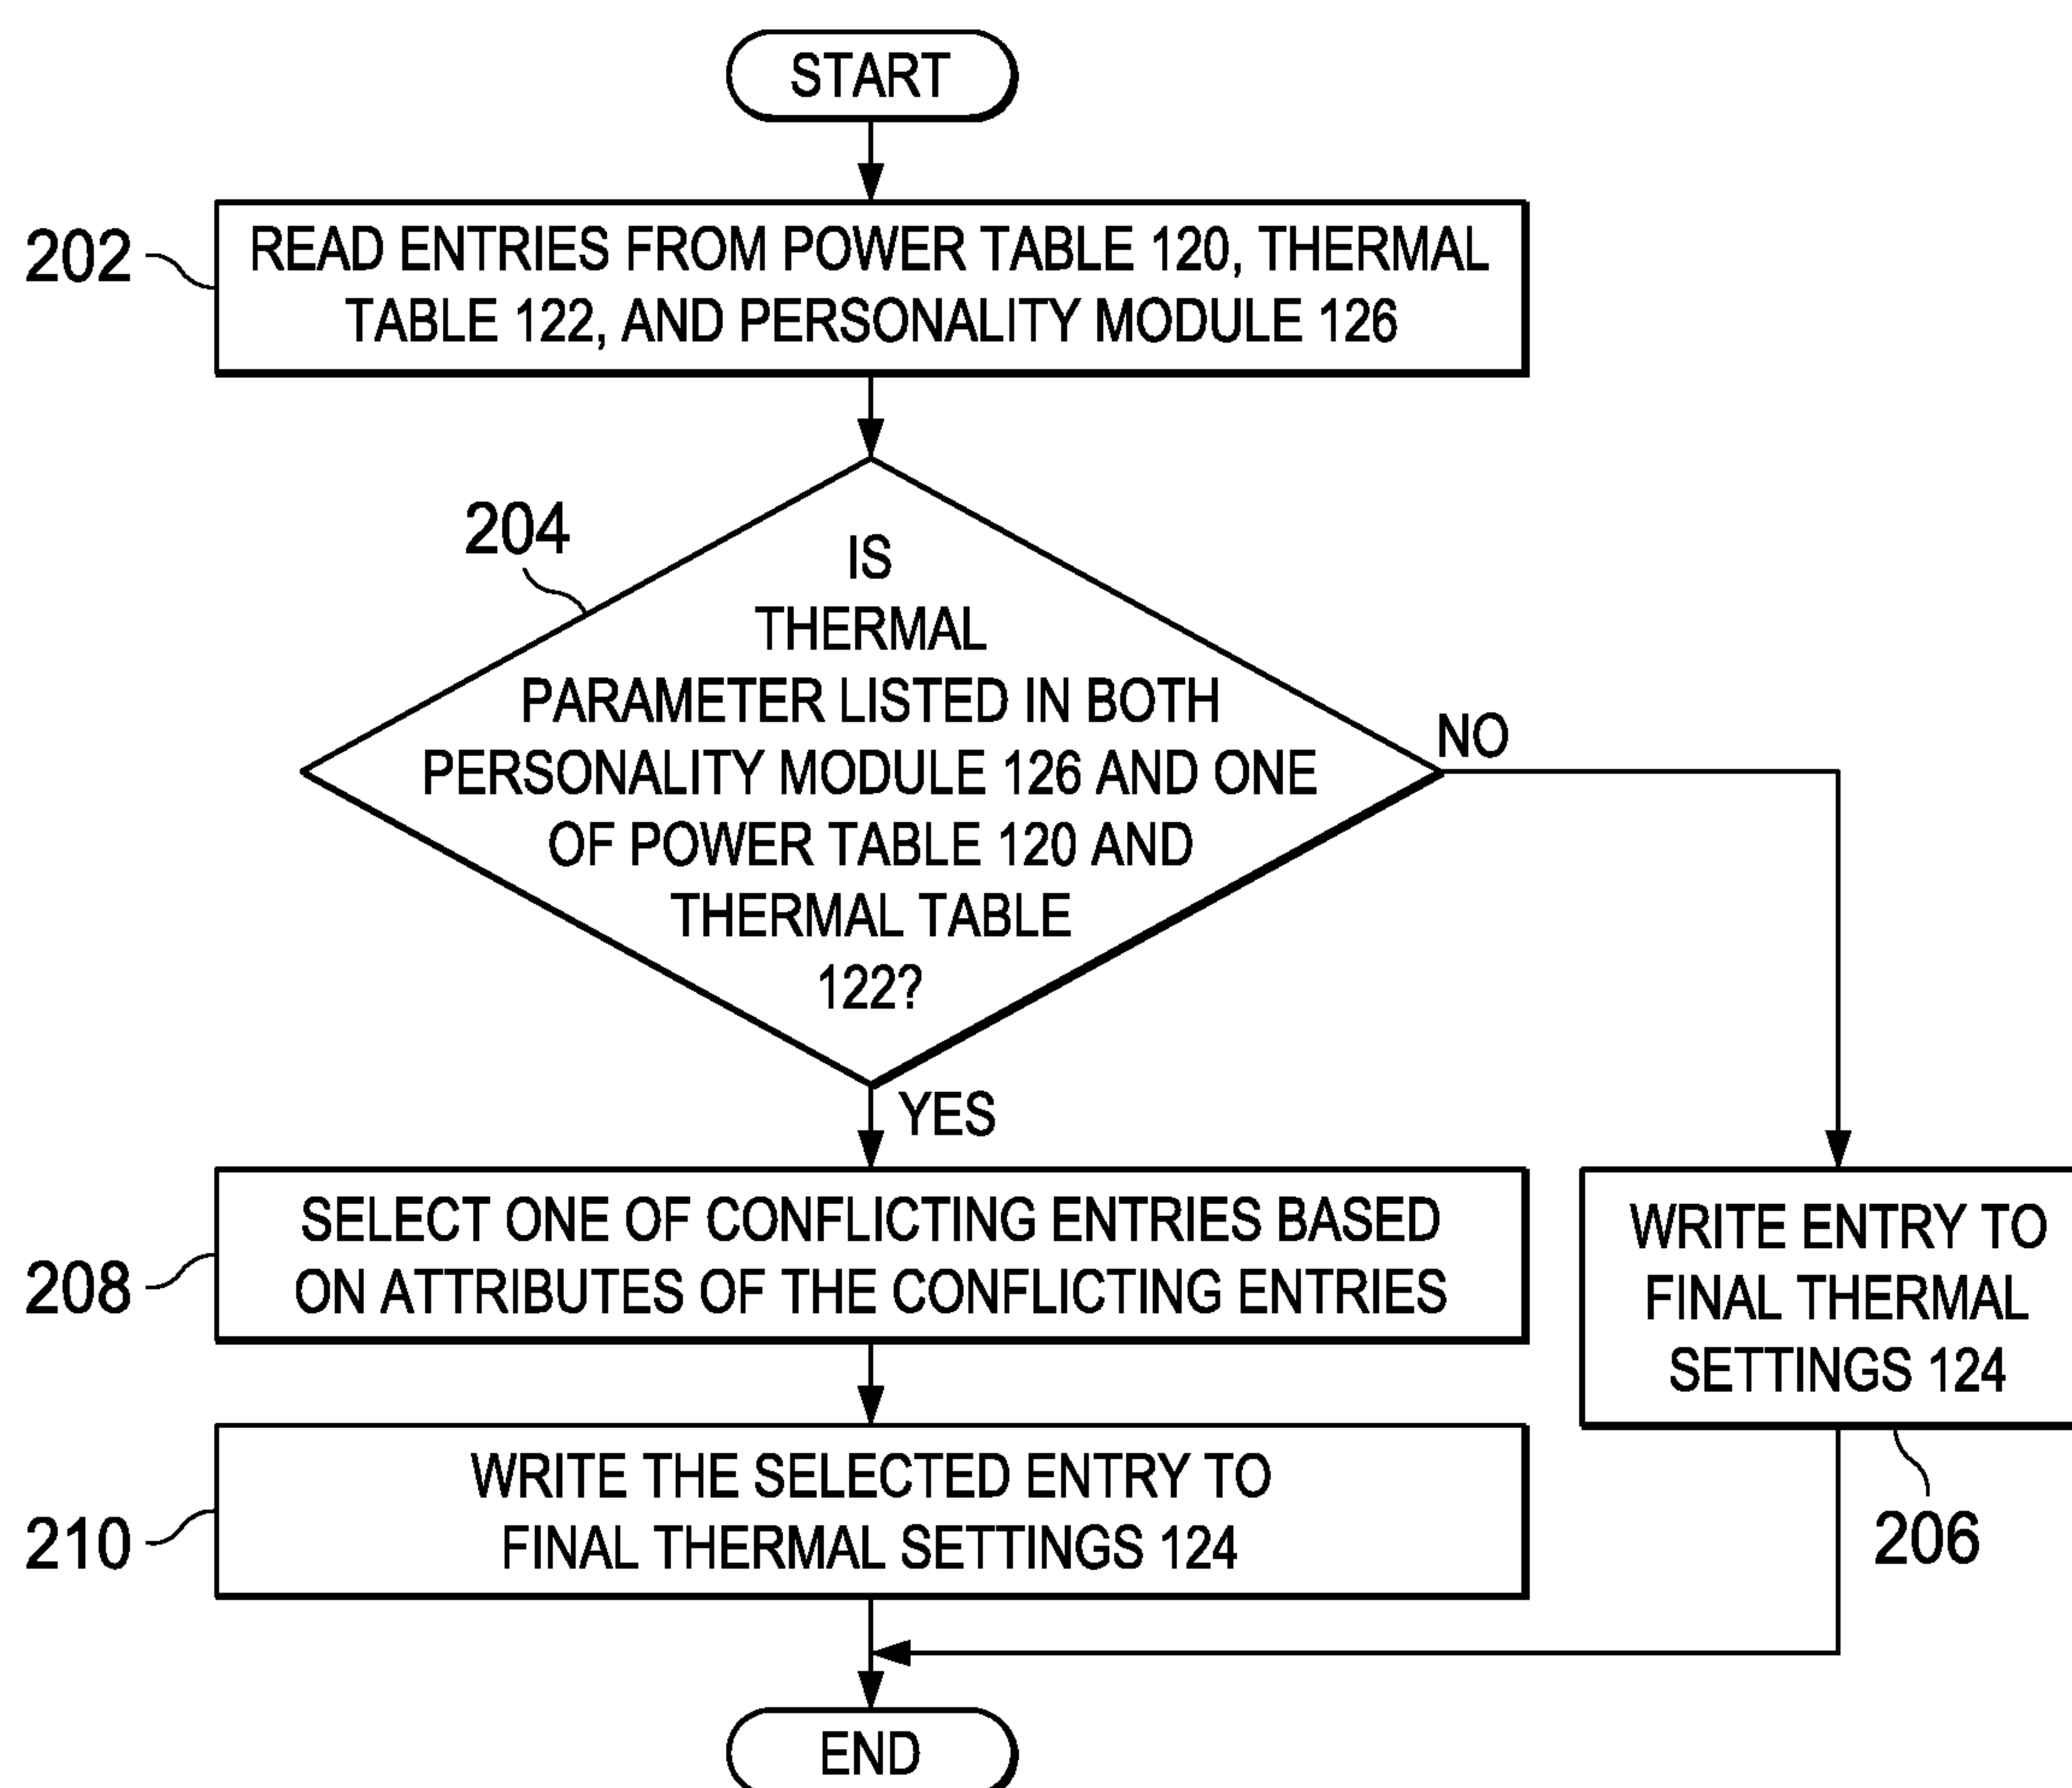 START
202
READ ENTRIES FROM POWER TABLE 120, THERMAL
TABLE 122, AND PERSONALITY MODULE 126
204
IS
THERMAL
PARAMETER LISTED IN BOTH
PERSONALITY MODULE 126 AND ONE
OF POWER TABLE 120 AND
THERMAL TABLE
122?
NO
YES
208
SELECT ONE OF CONFLICTING ENTRIES BASED
ON ATTRIBUTES OF THE CONFLICTING ENTRIES
WRITE ENTRY TO
FINAL THERMAL
SETTINGS 124
206
210
WRITE THE SELECTED ENTRY TO
FINAL THERMAL SETTINGS 124
END